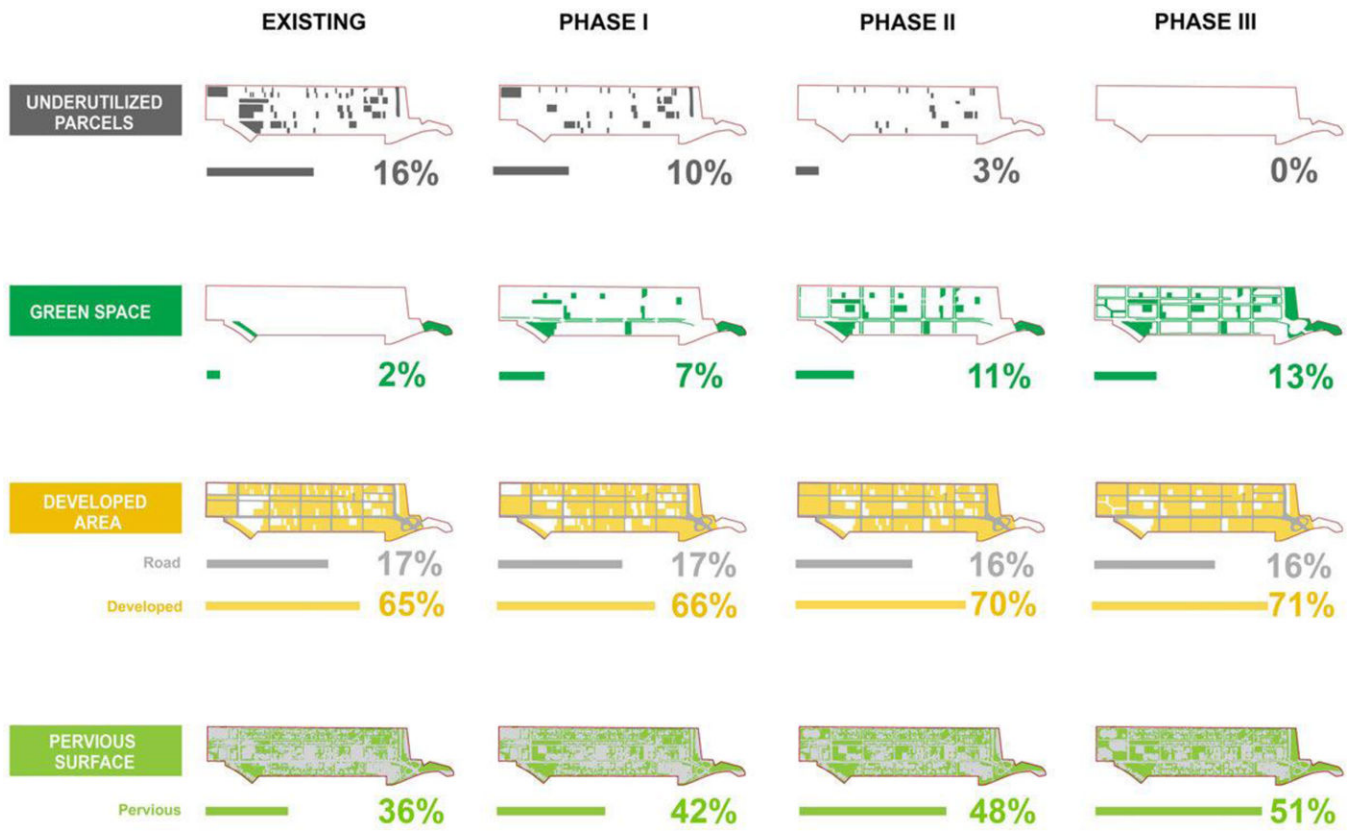 EXISTING PHASE I PHASE II PHASE III
UNDERUTILIZED
PARCELS
16% 10% 3% 0%
GREEN SPACE
2% 7% 11% 13%
DEVELOPED
AREA
Road 17% 17% 16% 16%
Developed 65% 66% 70% 71%
PERVIOUS
SURFACE
Pervious 36% 42% 48% 51%